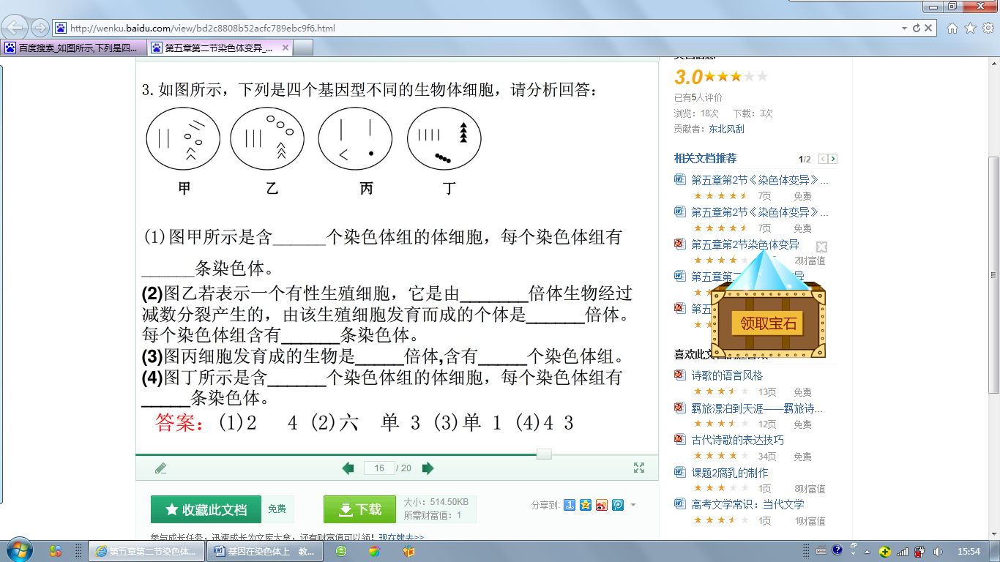 http://wenku.baidu.com/view/bd2c8808b52acfc789ebc9f6.html
百度搜索_如图所示,下列是四...
第五章第二节染色体变异_...
3.如图所示，下列是四个基因型不同的生物体细胞，请分析回答：
甲 乙 丙 丁
(1)图甲所示是含______个染色体组的体细胞，每个染色体组有
______条染色体。
(2)图乙若表示一个有性生殖细胞，它是由_______倍体生物经过
减数分裂产生的，由该生殖细胞发育而成的个体是______倍体。
每个染色体组含有______条染色体。
(3)图丙细胞发育成的生物是_____倍体,含有_____个染色体组。
(4)图丁所示是含______个染色体组的体细胞，每个染色体组有
_____条染色体。
答案：(1)2 4 (2)六 单 3 (3)单 1 (4)4 3
16 / 20
收藏此文档 免费
下载
大小：514.50KB
所需财富值：1
分享到:
参与成长任务，迅速成长为文库大拿，还有财富值可以领！现在就去>>
3.0
已有5人评价
浏览：18次 下载：3次
贡献者：东北风刮
相关文档推荐 1/2
第五章第2节《染色体变异》...
7页 免费
第五章第2节《染色体变异》...
7页 免费
第五章第2节染色体变异
2财富值
领取宝石
诗歌的语言风格
13页 免费
羁旅漂泊到天涯——羁旅诗...
12页 免费
古代诗歌的表达技巧
34页 免费
课题2腐乳的制作
1页 8财富值
高考文学常识：当代文学
1页 1财富值
第五章第二节染色体...
基因在染色体上 教...
15:54